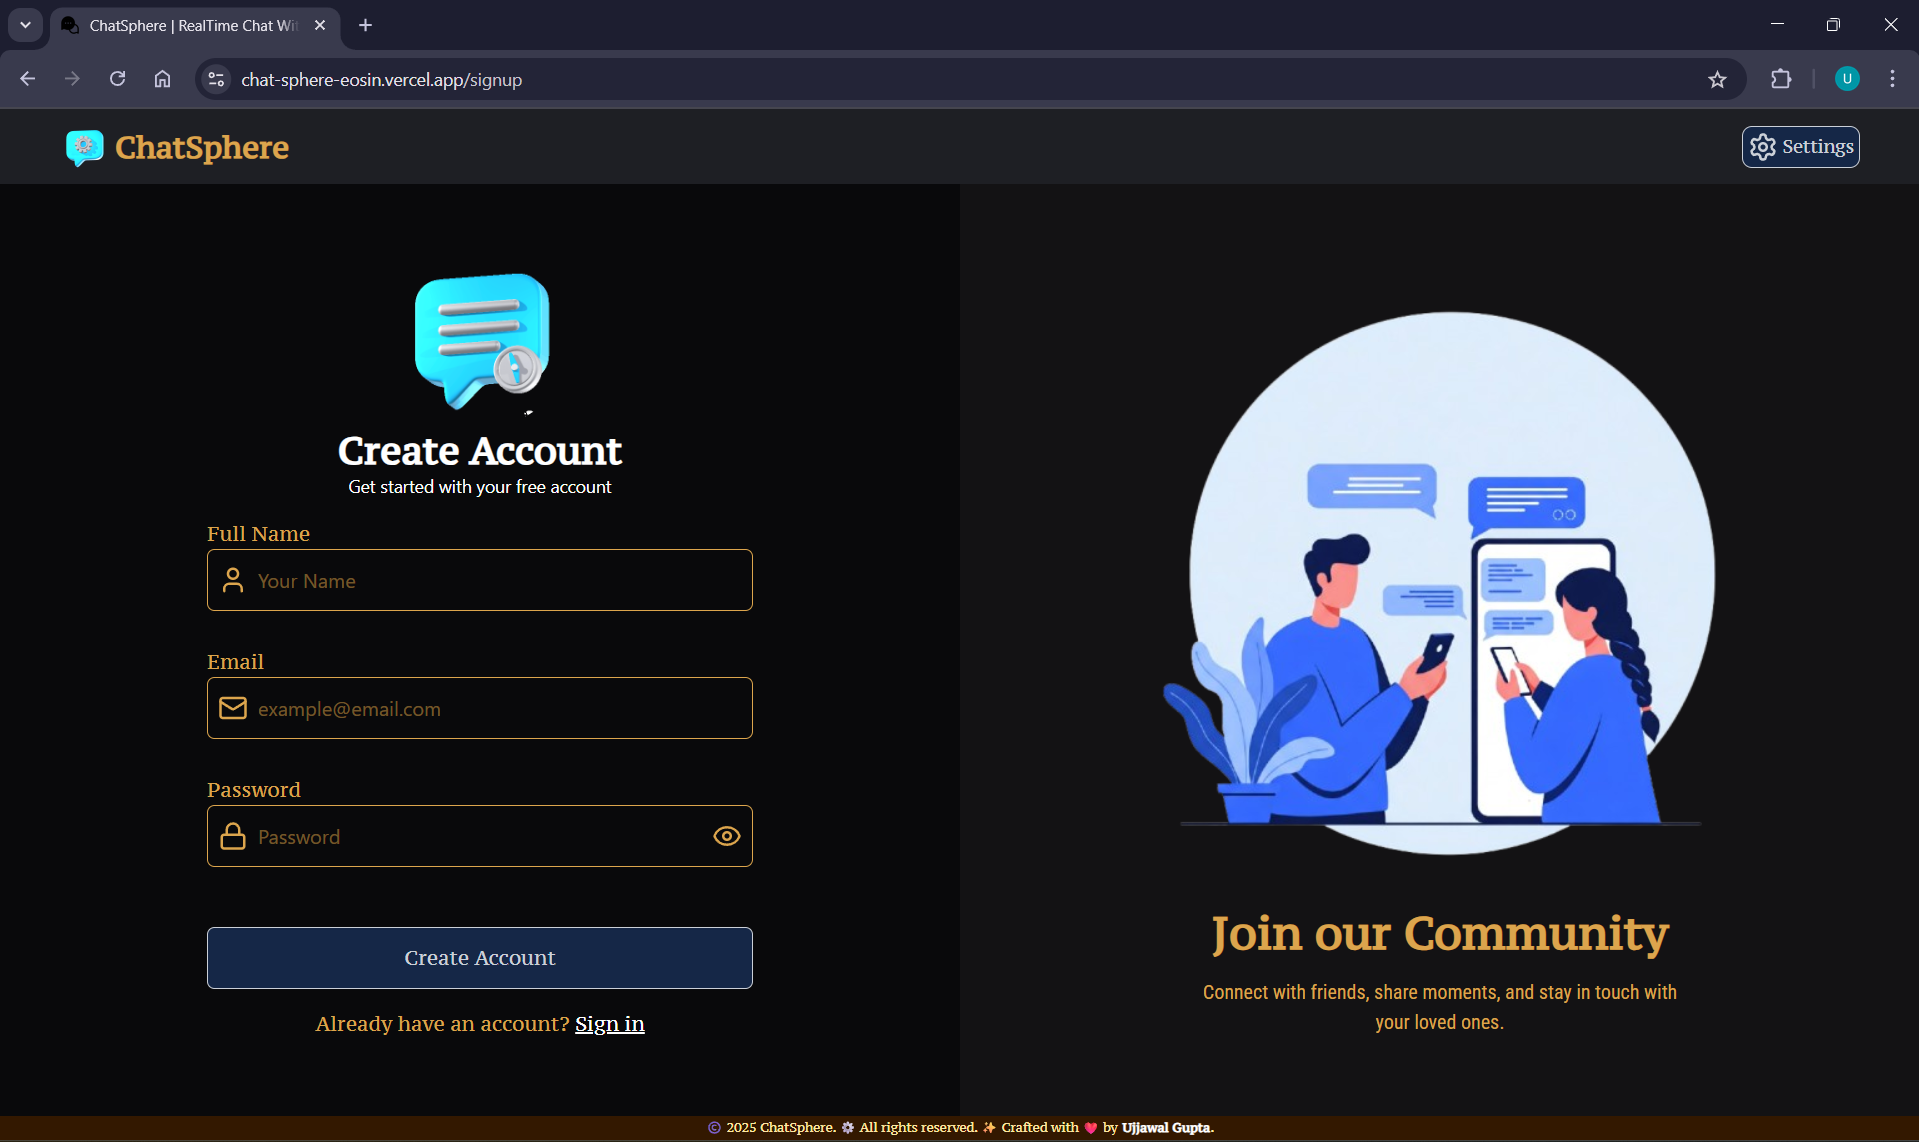 ChatSphere | RealTime Chat Wit
chat-sphere-eosin.vercel.app/signup
U
ChatSphere
Settings
Create Account
Get started with your free account
Full Name
Your Name
Email
example@email.com
Password
Password
Create Account
Already have an account? Sign in
Join our Community
Connect with friends, share moments, and stay in touch with
your loved ones.
© 2025 ChatSphere. ⚙ All rights reserved. ✨ Crafted with ❤ by Ujjawal Gupta.